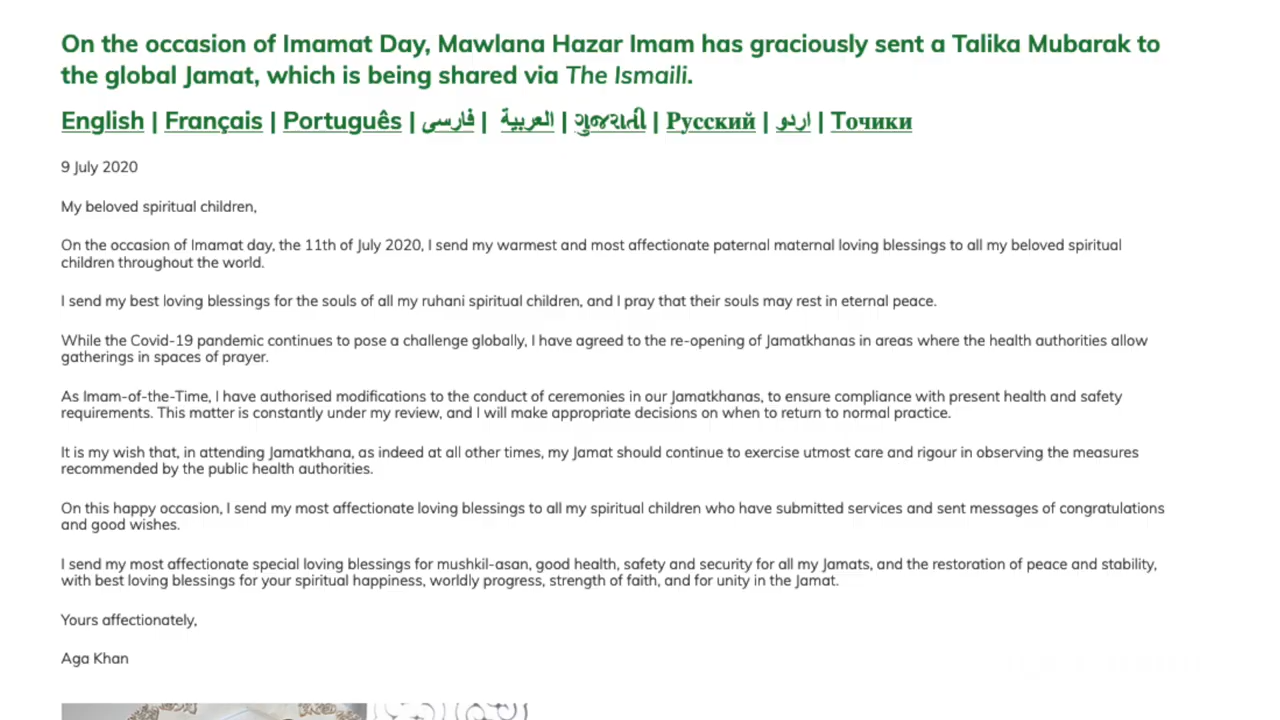 On the occasion of Imamat Day, Mawlana Hazar Imam has graciously sent a Talika Mubarak to
the global Jamat, which is being shared via The Ismaili.
English | Français | Português | فارسی | العربية | ગુજરાતી | Русский | اردو | Точики
9 July 2020
My beloved spiritual children,
On the occasion of Imamat day, the 11th of July 2020, I send my warmest and most affectionate paternal maternal loving blessings to all my beloved spiritual
children throughout the world.
I send my best loving blessings for the souls of all my ruhani spiritual children, and I pray that their souls may rest in eternal peace.
While the Covid-19 pandemic continues to pose a challenge globally, I have agreed to the re-opening of Jamatkhanas in areas where the health authorities allow
gatherings in spaces of prayer.
As Imam-of-the-Time, I have authorised modifications to the conduct of ceremonies in our Jamatkhanas, to ensure compliance with present health and safety
requirements. This matter is constantly under my review, and I will make appropriate decisions on when to return to normal practice.
It is my wish that, in attending Jamatkhana, as indeed at all other times, my Jamat should continue to exercise utmost care and rigour in observing the measures
recommended by the public health authorities.
On this happy occasion, I send my most affectionate loving blessings to all my spiritual children who have submitted services and sent messages of congratulations
and good wishes.
I send my most affectionate special loving blessings for mushkil-asan, good health, safety and security for all my Jamats, and the restoration of peace and stability,
with best loving blessings for your spiritual happiness, worldly progress, strength of faith, and for unity in the Jamat.
Yours affectionately,
Aga Khan